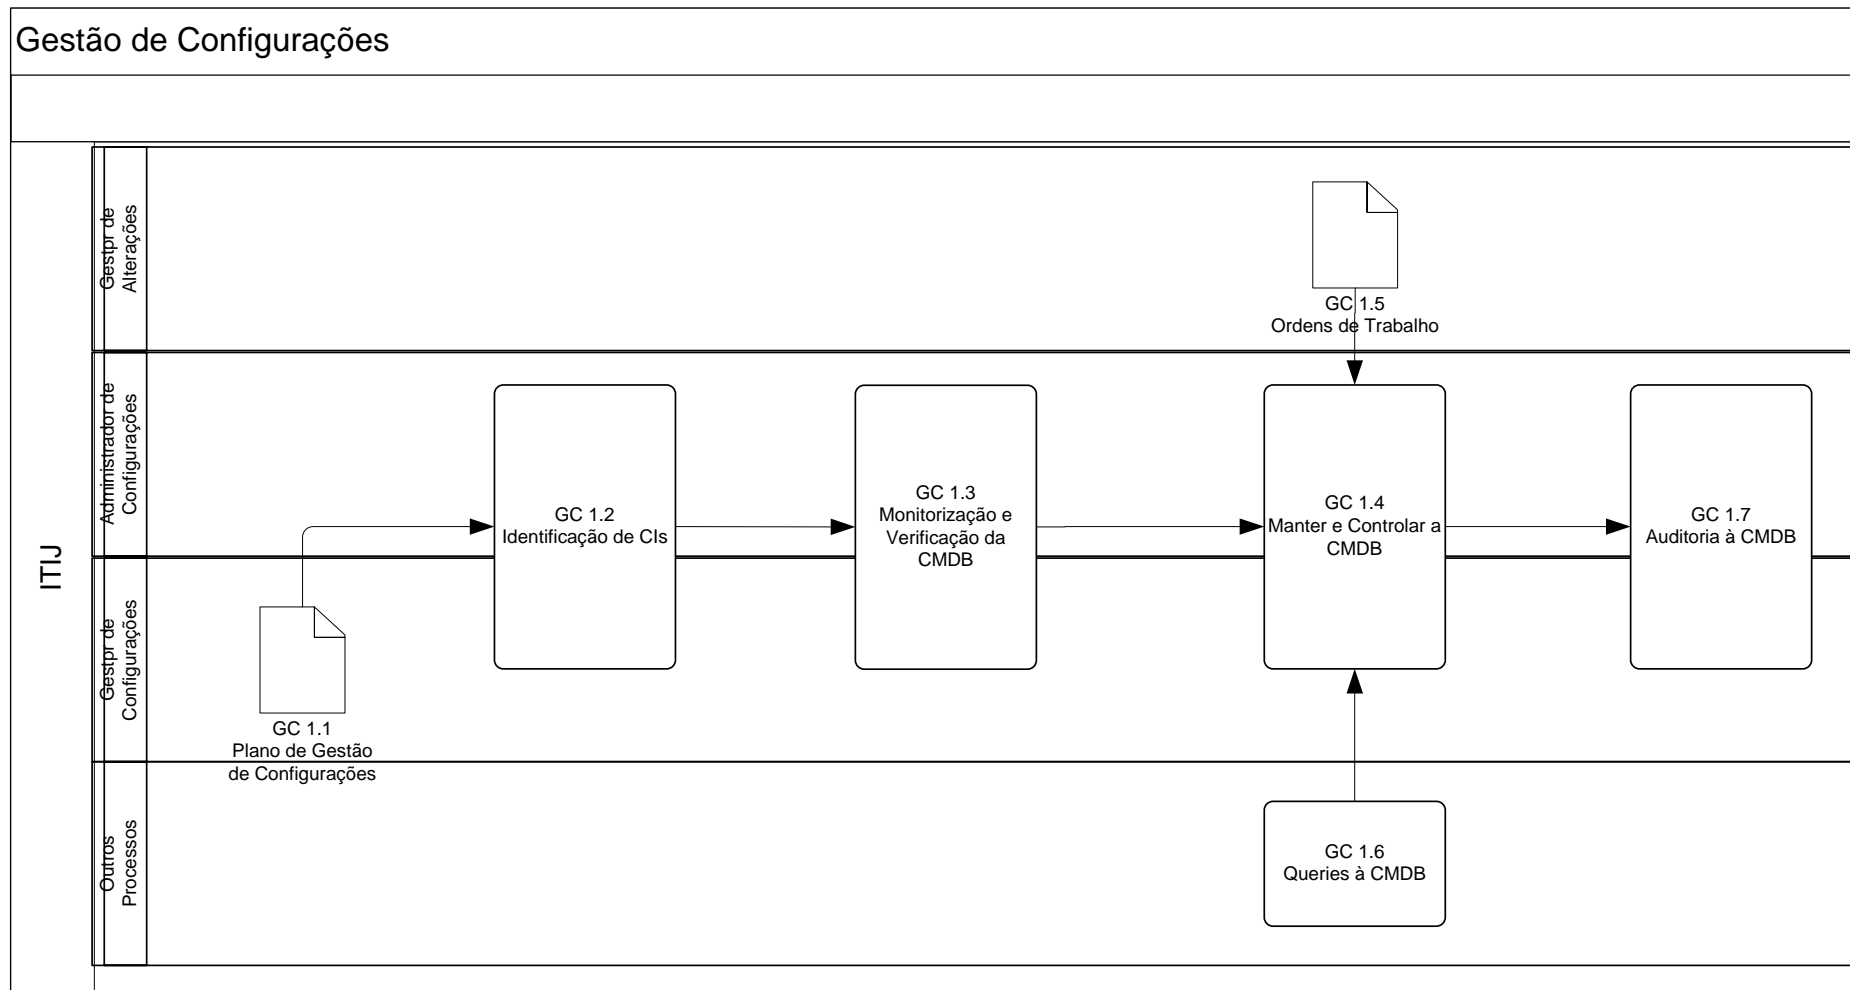 Gestão de Configurações
ITIJ
Gestpr de
Alterações
GC 1.5
Ordens de Trabalho
Administrador de
Configurações
GC 1.2
Identificação de CIs
GC 1.3
Monitorização e
Verificação da
CMDB
GC 1.4
Manter e Controlar a
CMDB
GC 1.7
Auditoria à CMDB
Gestpr de
Configurações
GC 1.1
Plano de Gestão
de Configurações
Outros
Processos
GC 1.6
Queries à CMDB